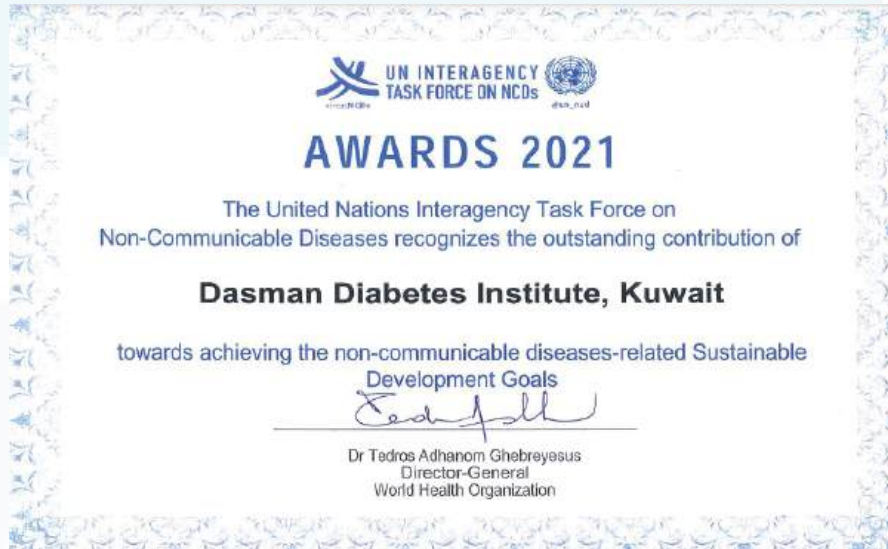 UN INTERAGENCY
TASK FORCE ON NCDs
@un_ncd
AWARDS 2021
The United Nations Interagency Task Force on
Non-Communicable Diseases recognizes the outstanding contribution of
Dasman Diabetes Institute, Kuwait
towards achieving the non-communicable diseases-related Sustainable
Development Goals
Dr Tedros Adhanom Ghebreyesus
Director-General
World Health Organization